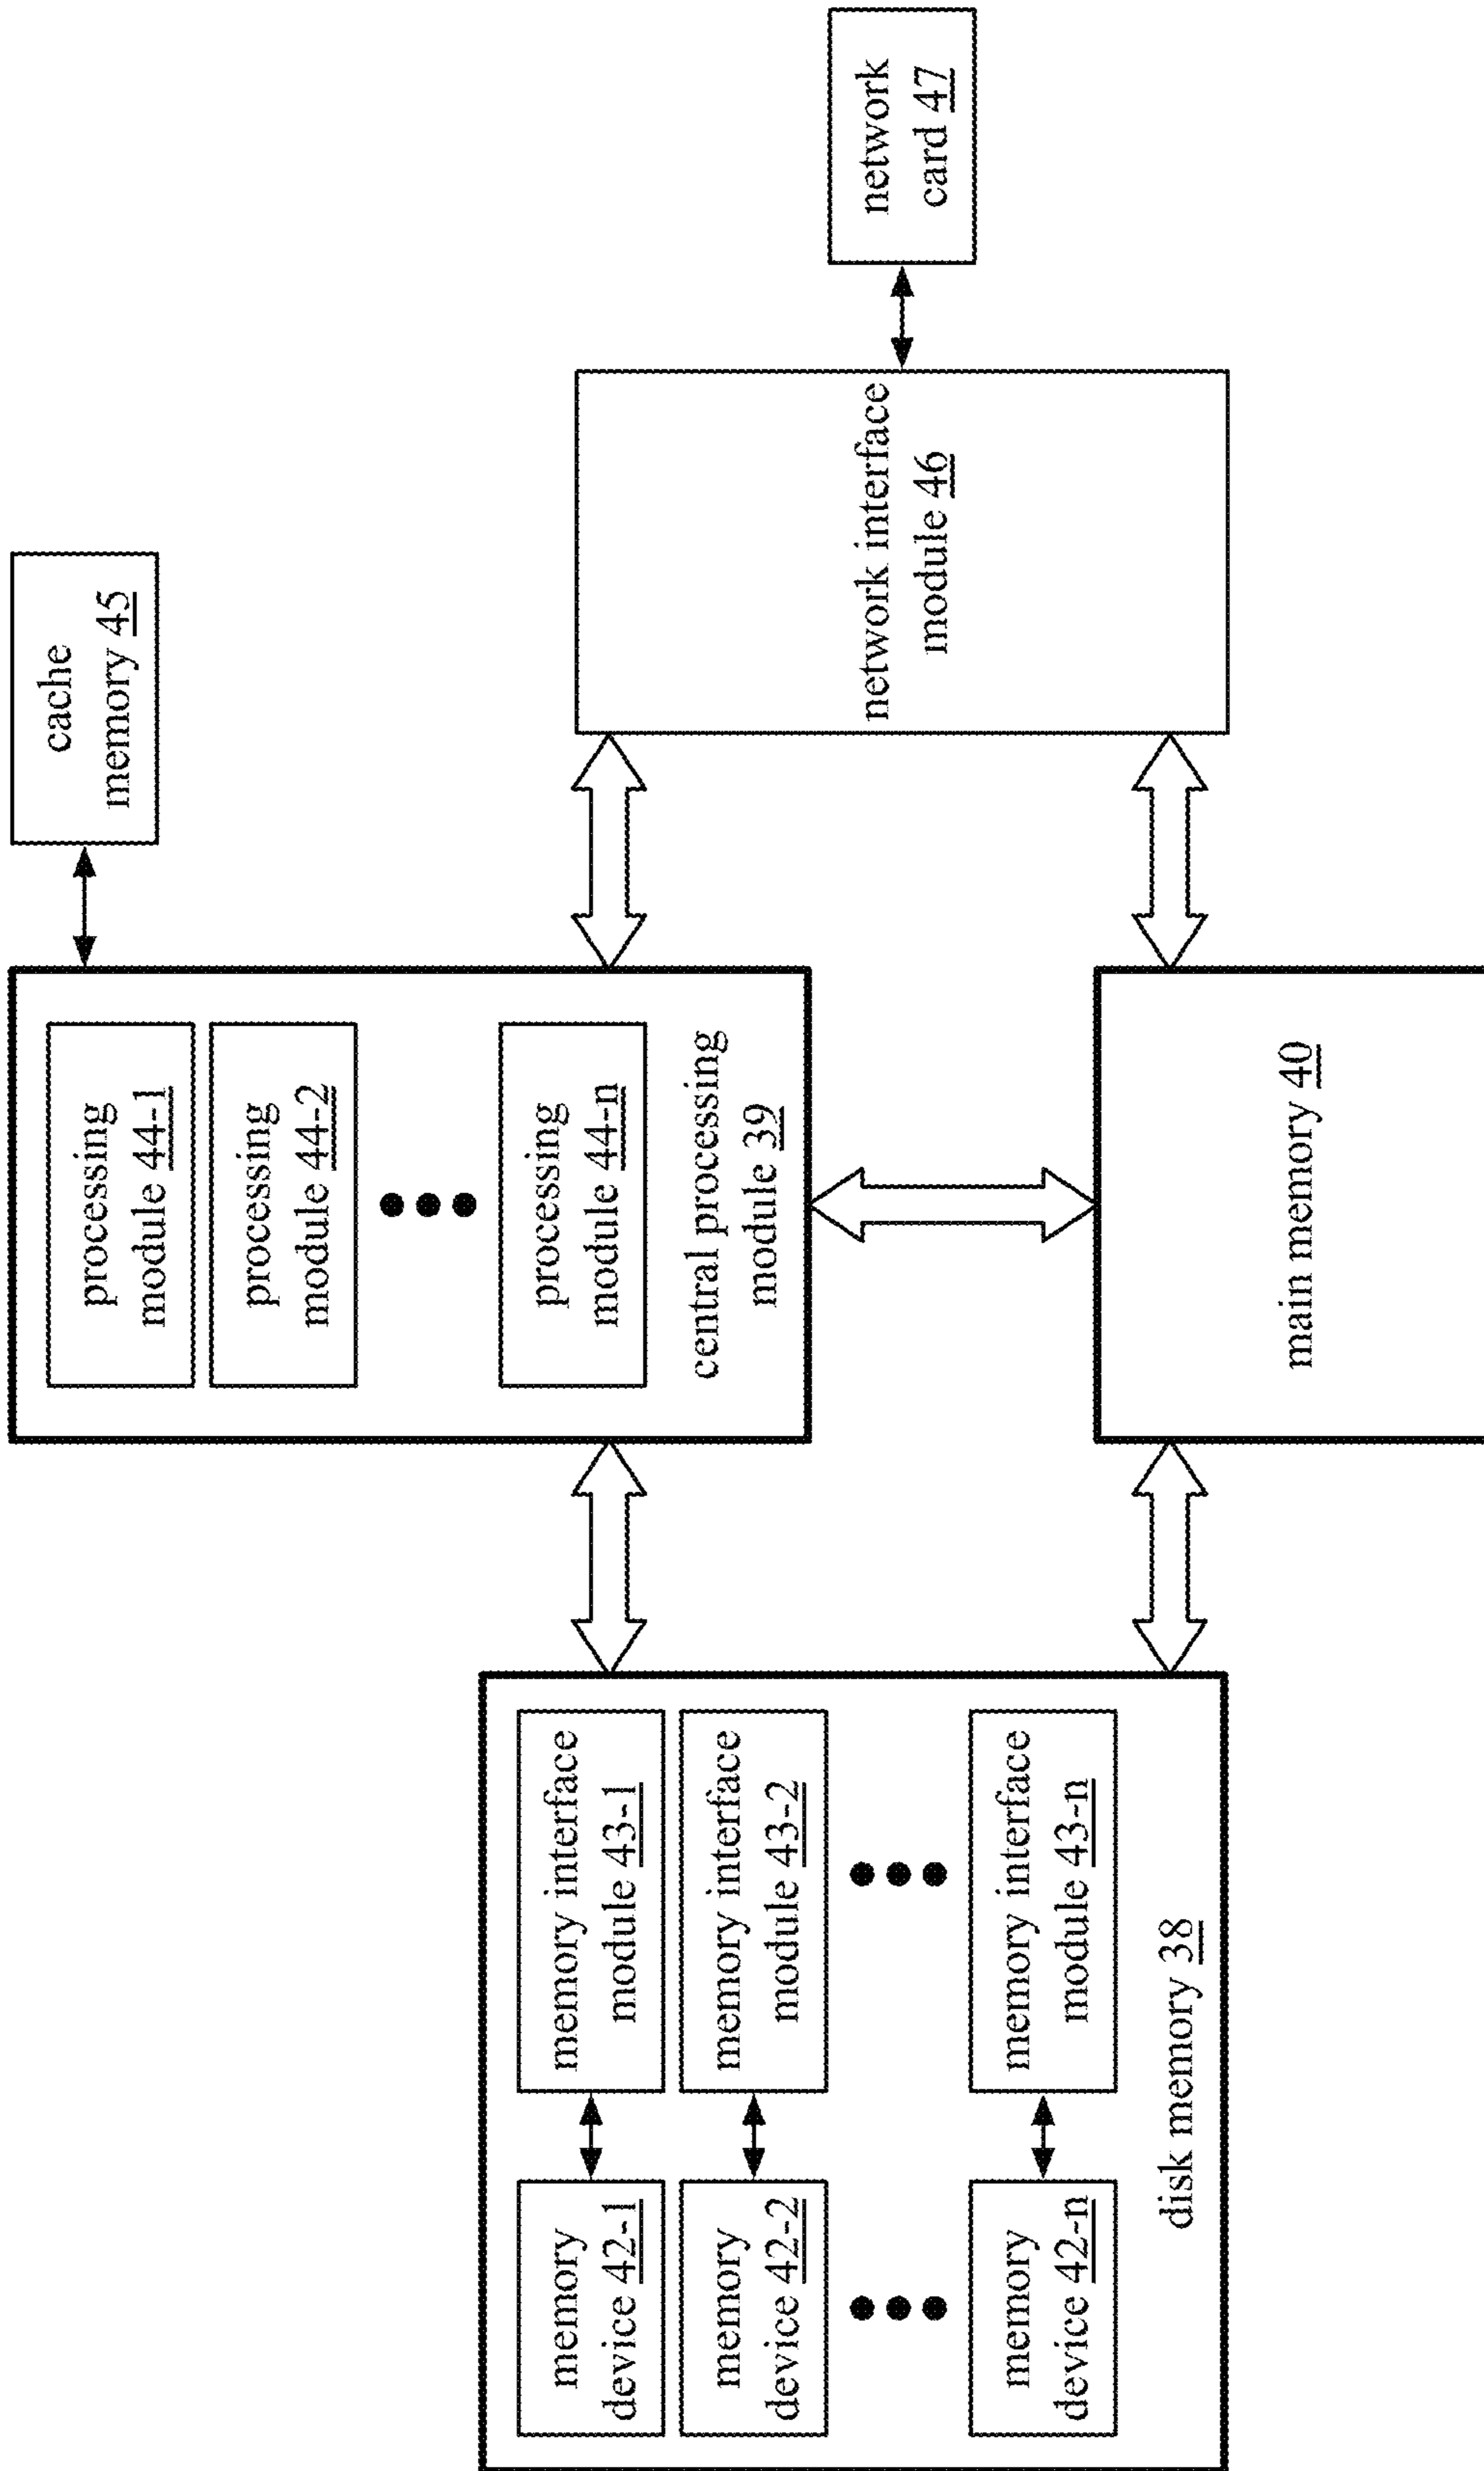 memory
device 42-1
memory interface
module 43-1
memory
device 42-2
memory interface
module 43-2
memory
device 42-n
memory interface
module 43-n
disk memory 38
processing
module 44-1
processing
module 44-2
processing
module 44-n
central processing
module 39
main memory 40
cache
memory 45
network interface
module 46
network
card 47